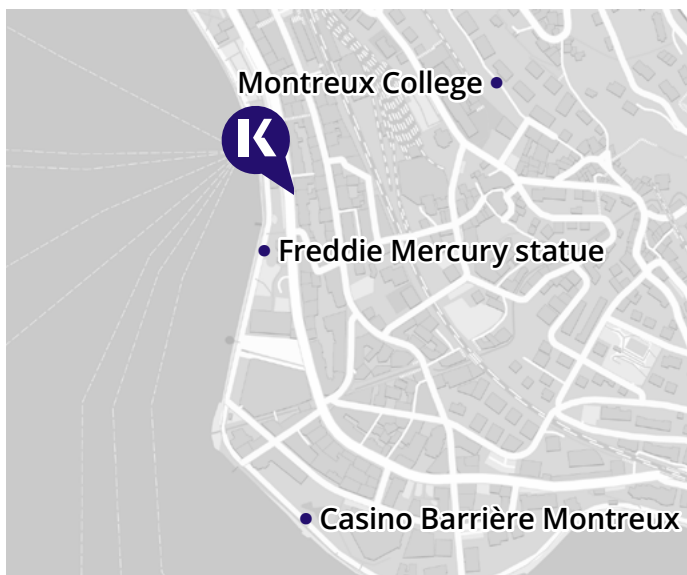 Montreux College
K
Freddie Mercury statue
Casino Barrière Montreux